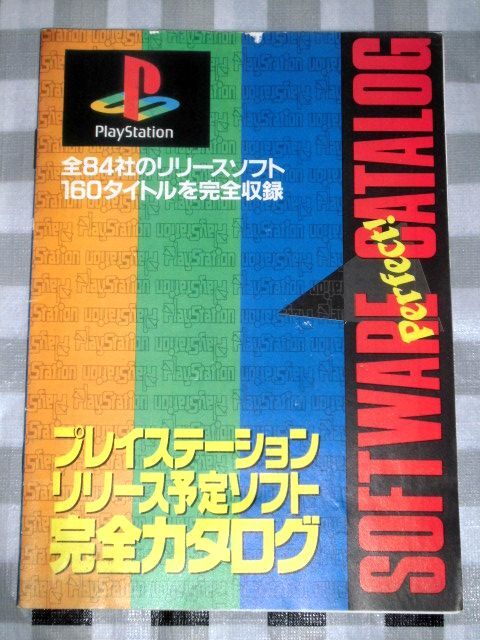 PlayStation
全84社のリリースソフト
160タイトルを完全収録
SOFTWARE CATALOG
perfect!
プレイステーション
リリース予定ソフト
完全カタログ